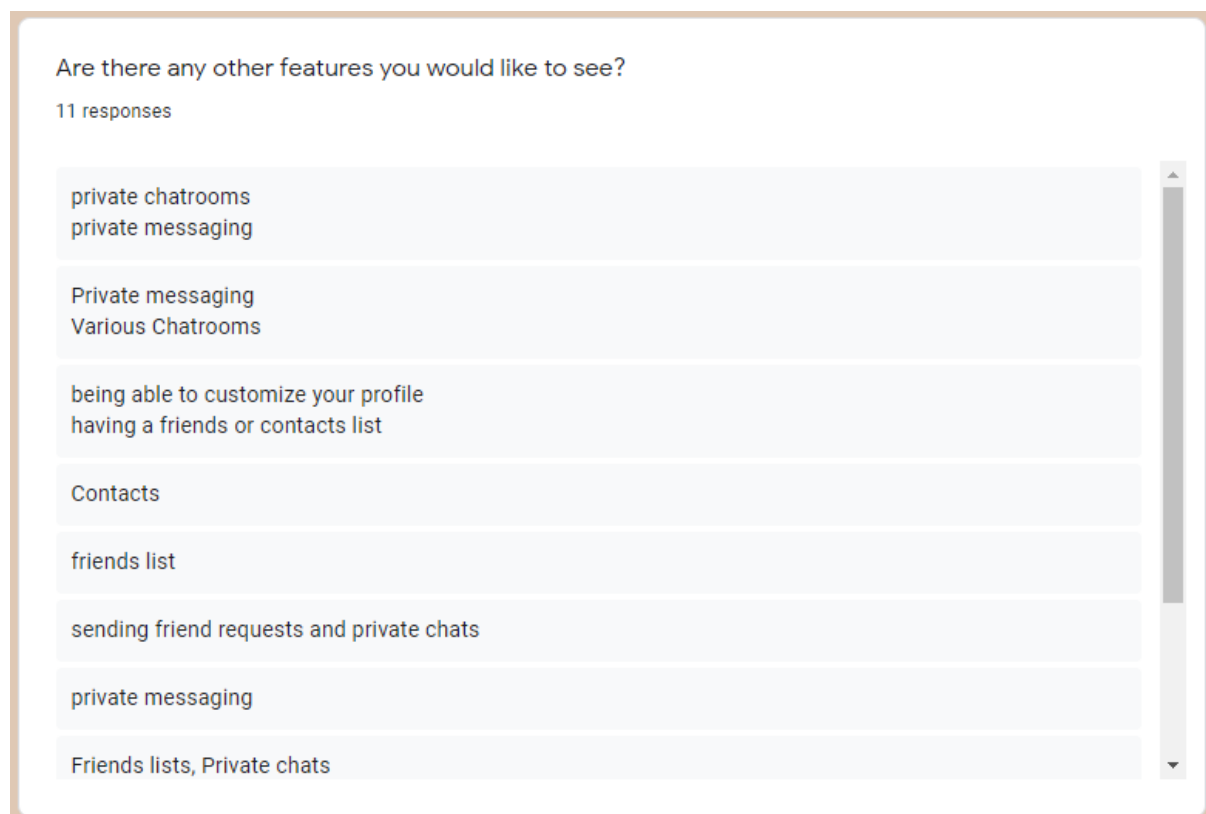 Are there any other features you would like to see?
11 responses
private chatrooms
private messaging
Private messaging
Various Chatrooms
being able to customize your profile
having a friends or contacts list
Contacts
friends list
sending friend requests and private chats
private messaging
Friends lists, Private chats